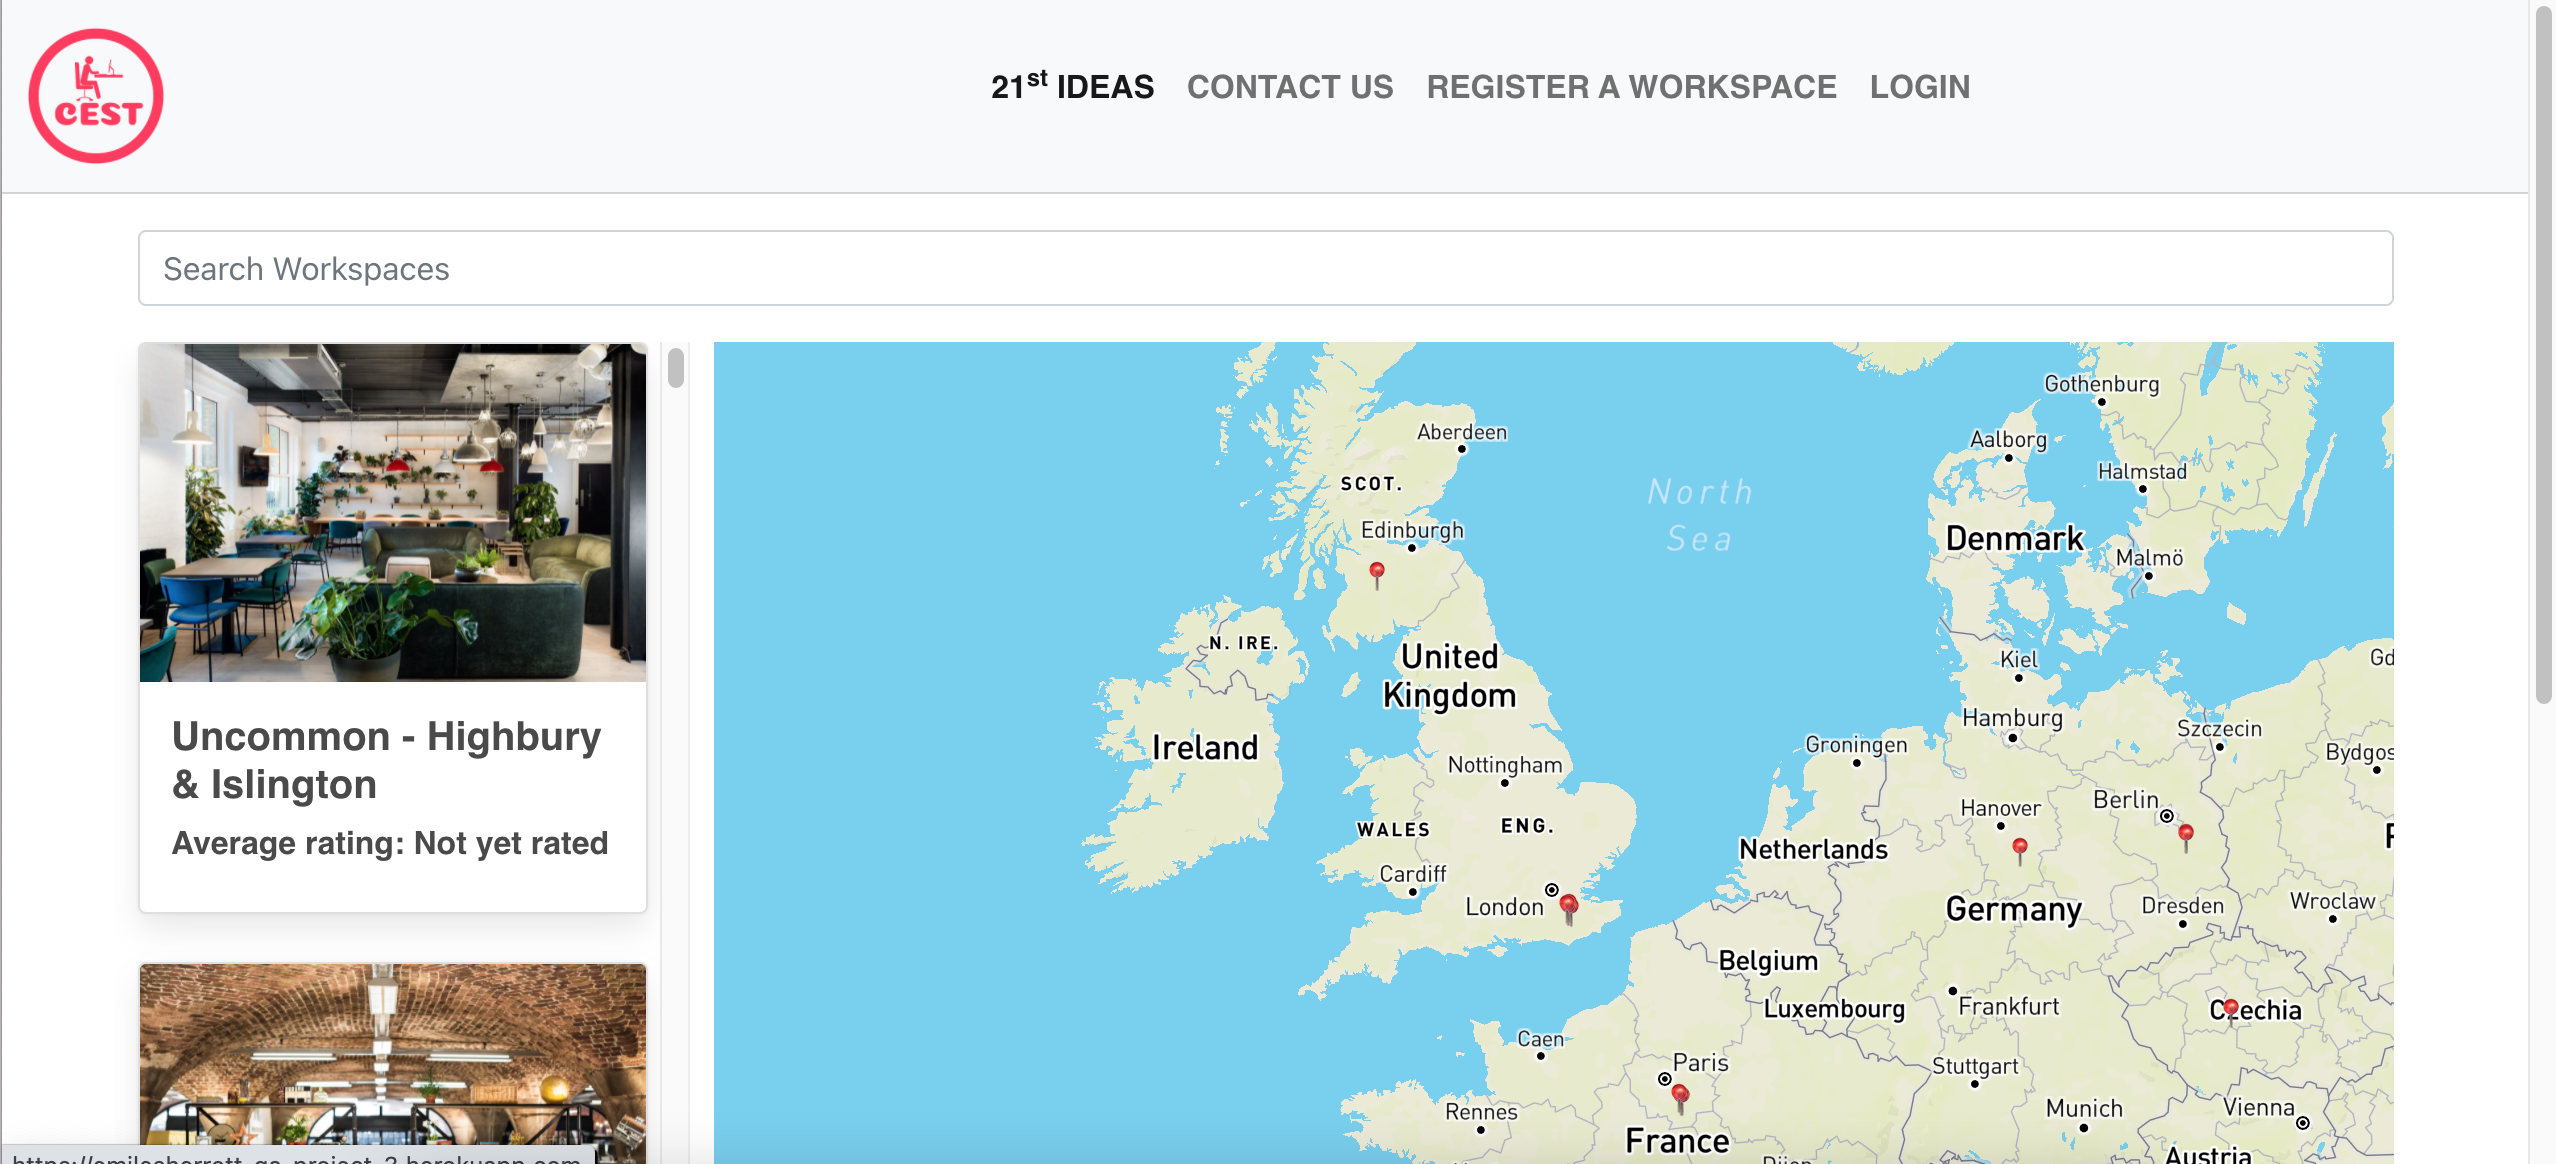 CEST
21st IDEAS CONTACT US REGISTER A WORKSPACE LOGIN
Search Workspaces
Uncommon - Highbury
& Islington
Average rating: Not yet rated
Gothenburg
Aberdeen
Aalborg
Halmstad
SCOT.
North
Sea
Edinburgh
Denmark
Malmö
N. IRE.
United
Kingdom
Kiel
Gd
Hamburg
Szczecin
Ireland
Groningen
Bydgos
Nottingham
Hanover
Berlin
WALES
ENG.
Netherlands
Cardiff
London
Germany
Dresden
Wroclaw
Belgium
Luxembourg
Frankfurt
Czechia
Caen
Paris
Stuttgart
Rennes
Munich
Vienna
France
Austria